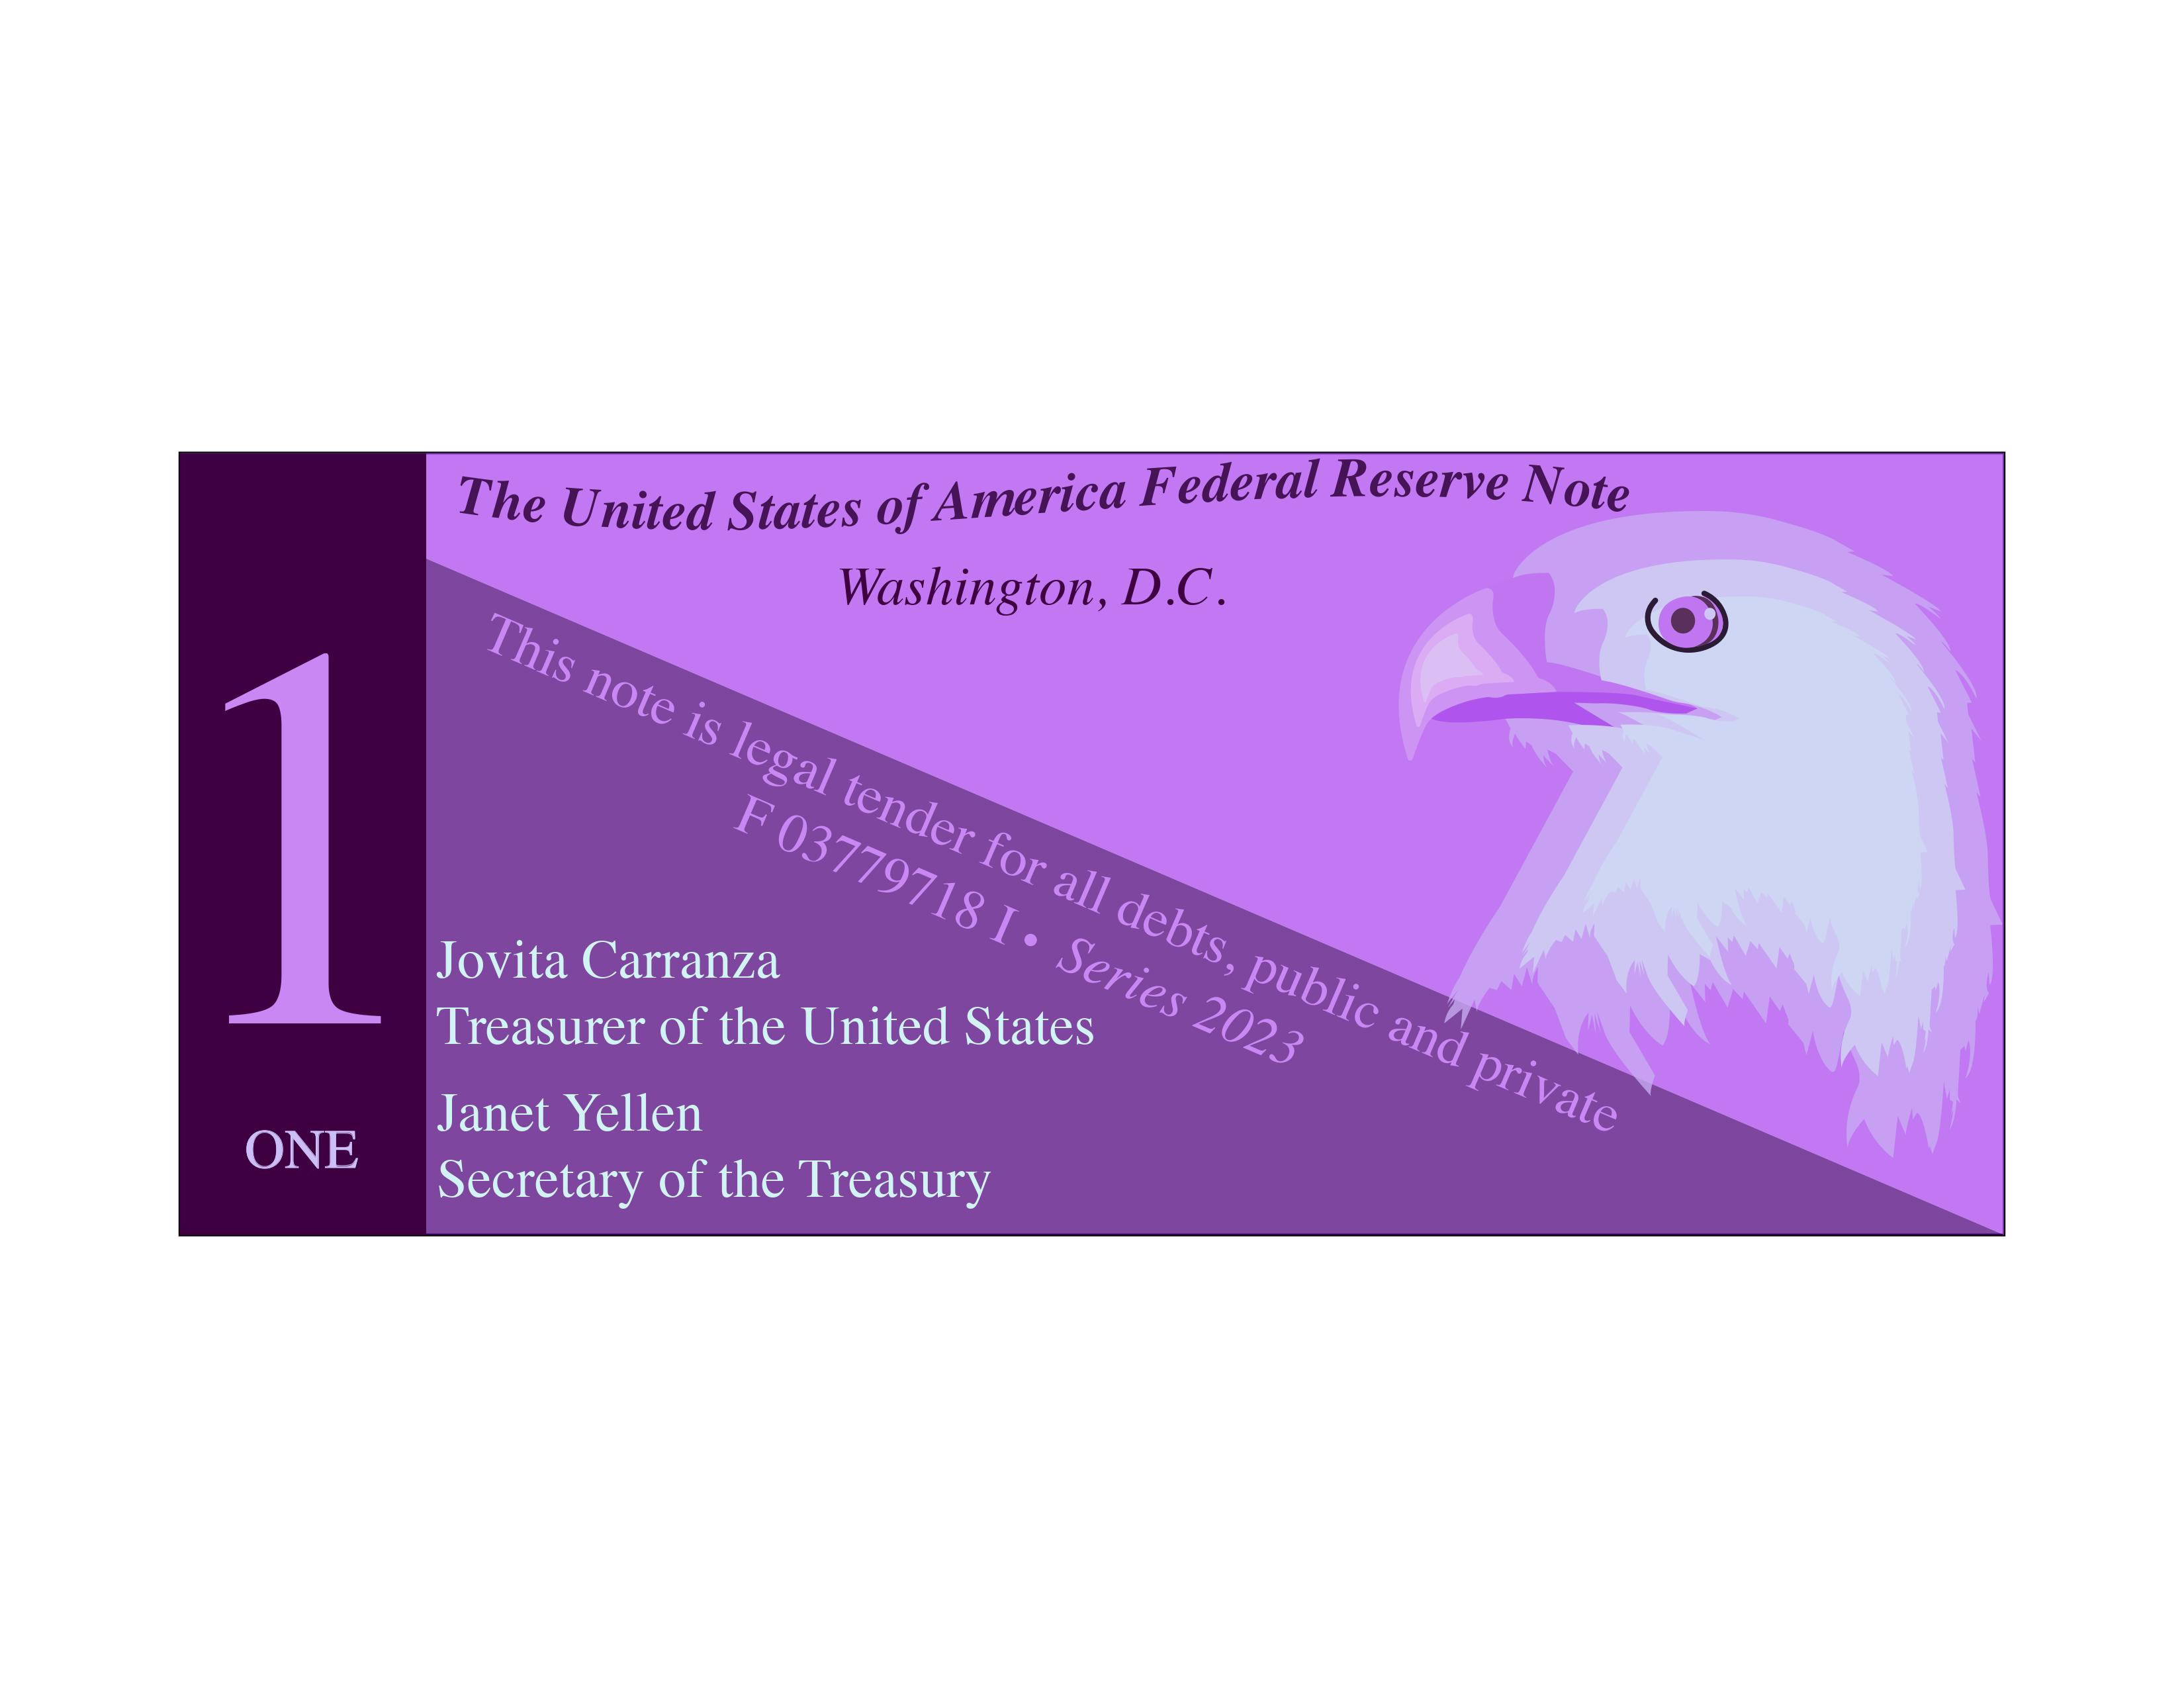 The United States of America Federal Reserve Note
Washington, D.C.
This note is legal tender for all debts, public and private
F 03779718 I • Series 2023
1
ONE
Jovita Carranza
Treasurer of the United States
Janet Yellen
Secretary of the Treasury